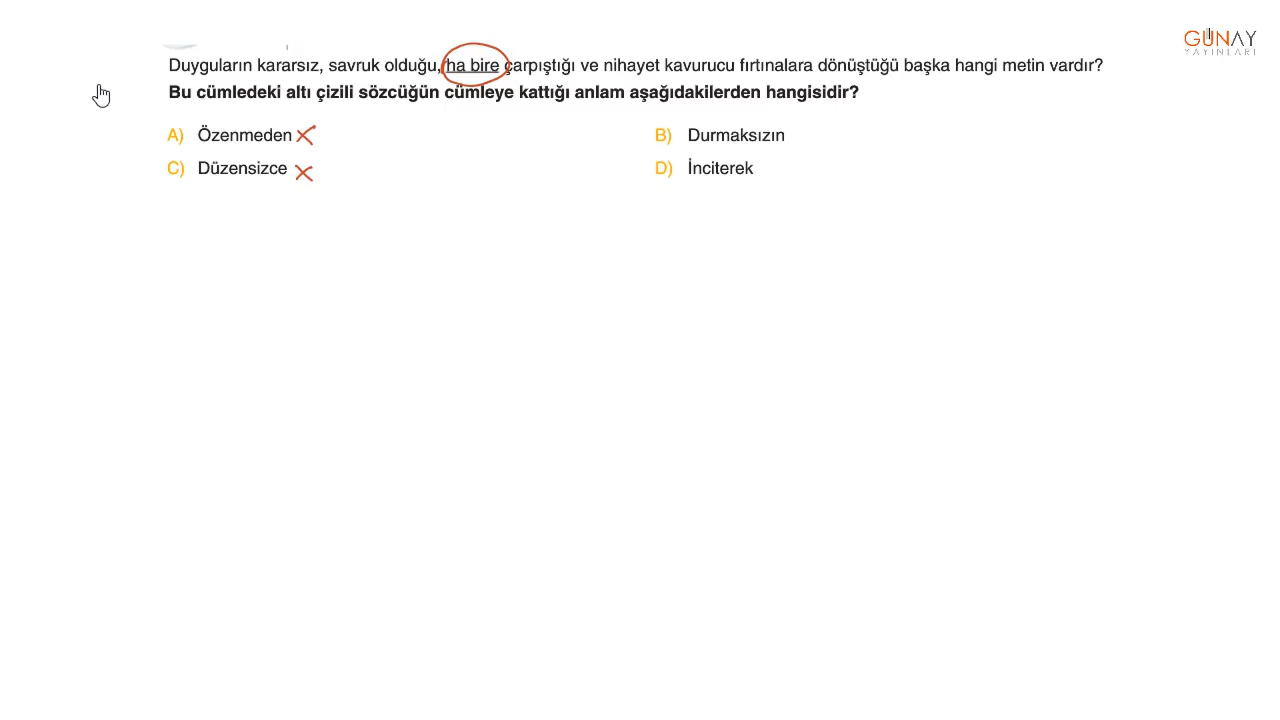 GÜNAY
YAYINLARI
Duyguların kararsız, savruk olduğu, ha bire çarpıştığı ve nihayet kavurucu fırtınalara dönüştüğü başka hangi metin vardır?
Bu cümledeki altı çizili sözcüğün cümleye kattığı anlam aşağıdakilerden hangisidir?
A) Özenmeden
B) Durmaksızın
C) Düzensizce
D) İnciterek